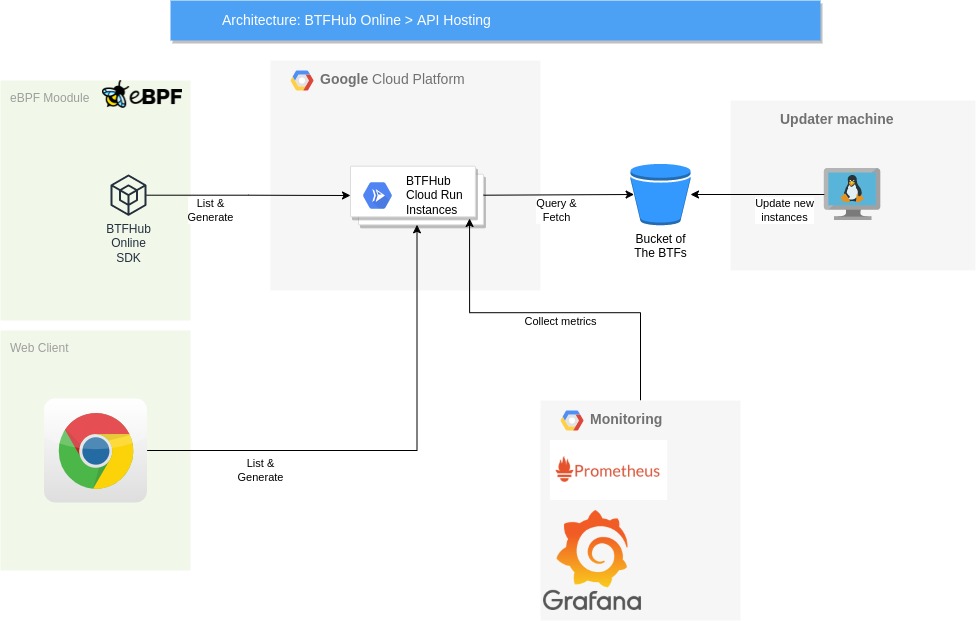 Architecture: BTFHub Online > API Hosting
eBPF Moodule
eBPF
Google Cloud Platform
Updater machine
BTFHub
Cloud Run
Instances
List &
Generate
Query &
Fetch
Update new
instances
BTFHub
Online
SDK
Bucket of
The BTFs
Collect metrics
Web Client
List &
Generate
Monitoring
Prometheus
Grafana